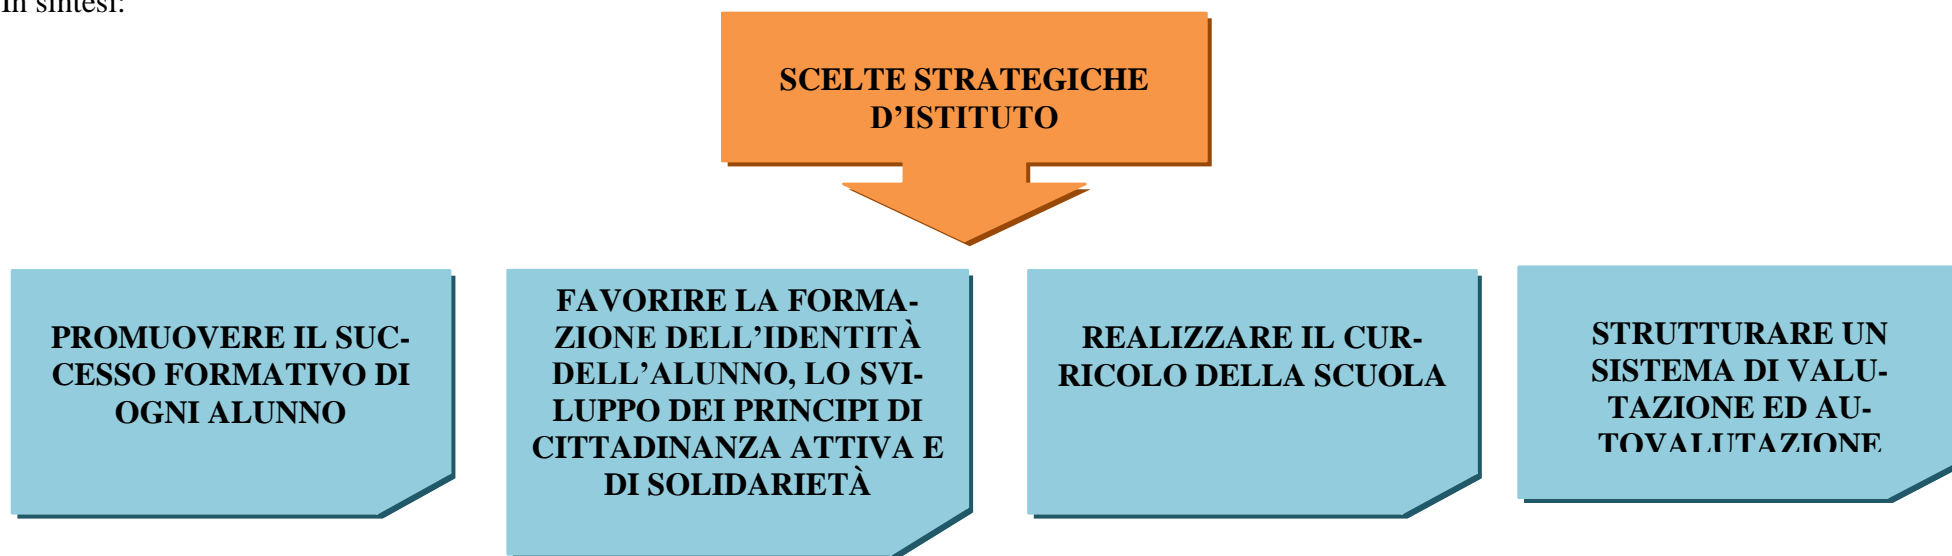 In sintesi:
SCELTE STRATEGICHE
D’ISTITUTO
PROMUOVERE IL SUC-
CESSO FORMATIVO DI
OGNI ALUNNO
FAVORIRE LA FORMA-
ZIONE DELL’IDENTITÀ
DELL’ALUNNO, LO SVI-
LUPPO DEI PRINCIPI DI
CITTADINANZA ATTIVA E
DI SOLIDARIETÀ
REALIZZARE IL CUR-
RICOLO DELLA SCUOLA
STRUTTURARE UN
SISTEMA DI VALU-
TAZIONE ED AU-
TOVALUTAZIONE